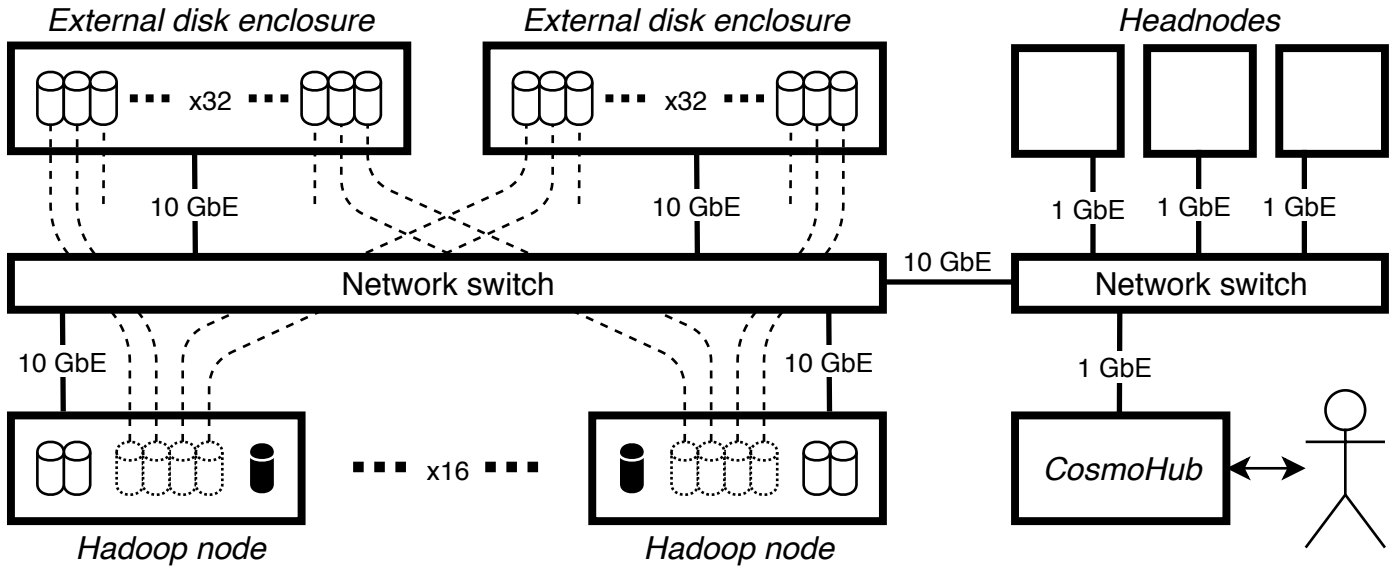 External disk enclosure
External disk enclosure
Headnodes
x32
x32
10 GbE
10 GbE
1 GbE
1 GbE
1 GbE
Network switch
10 GbE
Network switch
10 GbE
10 GbE
1 GbE
x16
CosmoHub
Hadoop node
Hadoop node